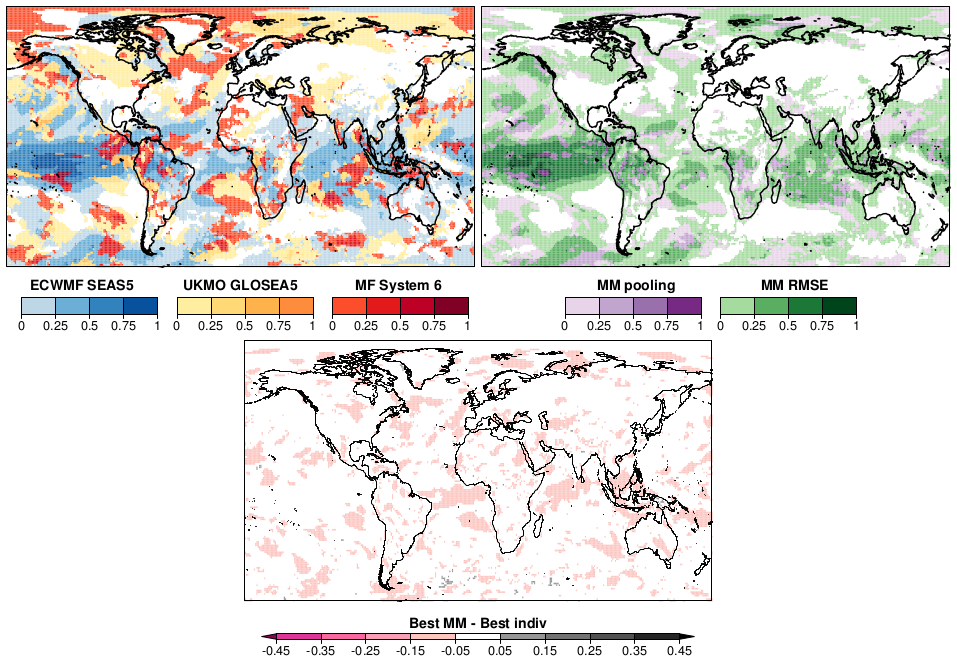 ECWMF SEAS5 UKMO GLOSEA5 MF System 6 MM pooling MM RMSE
0 0.25 0.5 0.75 1 0 0.25 0.5 0.75 1 0 0.25 0.5 0.75 1 0 0.25 0.5 0.75 1 0 0.25 0.5 0.75 1
Best MM - Best indiv
-0.45 -0.35 -0.25 -0.15 -0.05 0.05 0.15 0.25 0.35 0.45